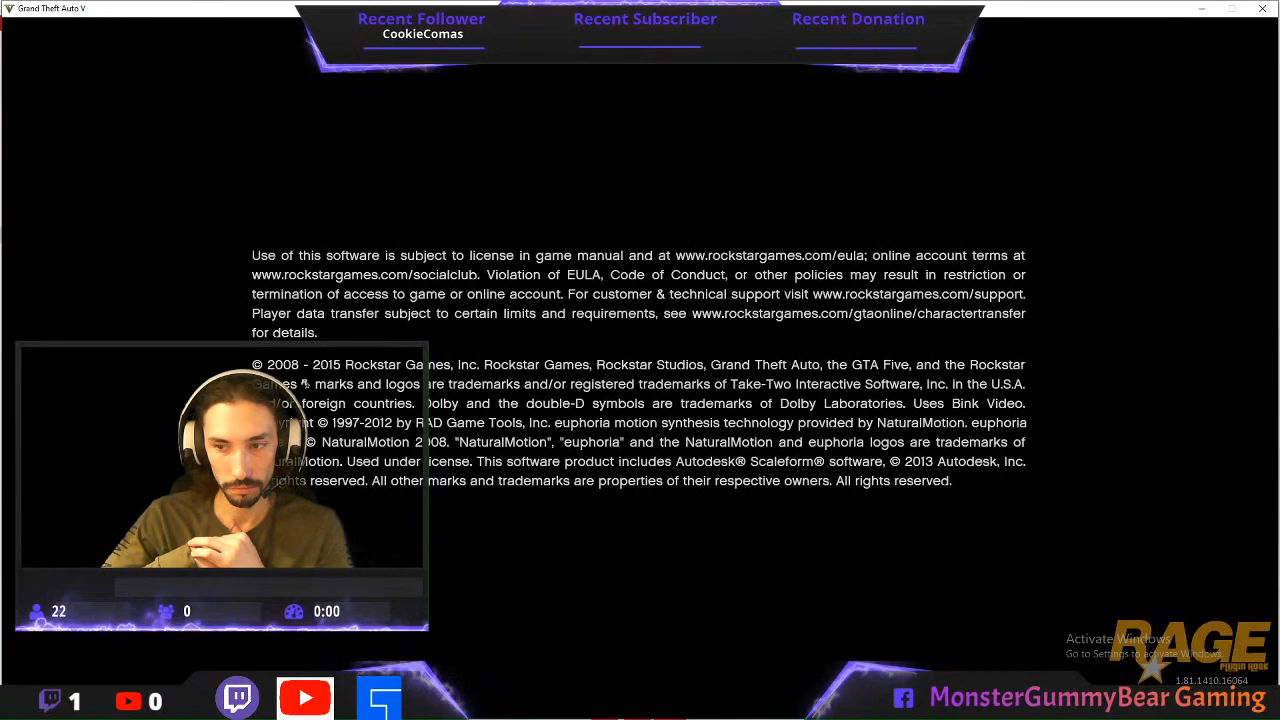 Grand Theft Auto V
Recent Follower
CookieComas
Recent Subscriber
Recent Donation
Use of this software is subject to license in game manual and at www.rockstargames.com/eula; online account terms at
www.rockstargames.com/socialclub. Violation of EULA, Code of Conduct, or other policies may result in restriction or
termination of access to game or online account. For customer & technical support visit www.rockstargames.com/support.
Player data transfer subject to certain limits and requirements, see www.rockstargames.com/gtaonline/charactertransfer
for details.
© 2008 - 2015 Rockstar Games, Inc. Rockstar Games, Rockstar Studios, Grand Theft Auto, the GTA Five, and the Rockstar
Games marks and logos are trademarks and/or registered trademarks of Take-Two Interactive Software, Inc. in the U.S.A.
foreign countries. Dolby and the double-D symbols are trademarks of Dolby Laboratories. Uses Bink Video.
© 1997-2012 by RAD Game Tools, Inc. euphoria motion synthesis technology provided by NaturalMotion. euphoria
© NaturalMotion 2008. "NaturalMotion", "euphoria" and the NaturalMotion and euphoria logos are trademarks of
Used under license. This software product includes Autodesk® Scaleform® software, © 2013 Autodesk, Inc.
rights reserved. All other marks and trademarks are properties of their respective owners. All rights reserved.
22
0
0:00
Activate Windows
Go to Settings to activate Windows.
RAGE
PLUGIN HOOK
1.81.1410.16064
1
0
MonsterGummyBear Gaming